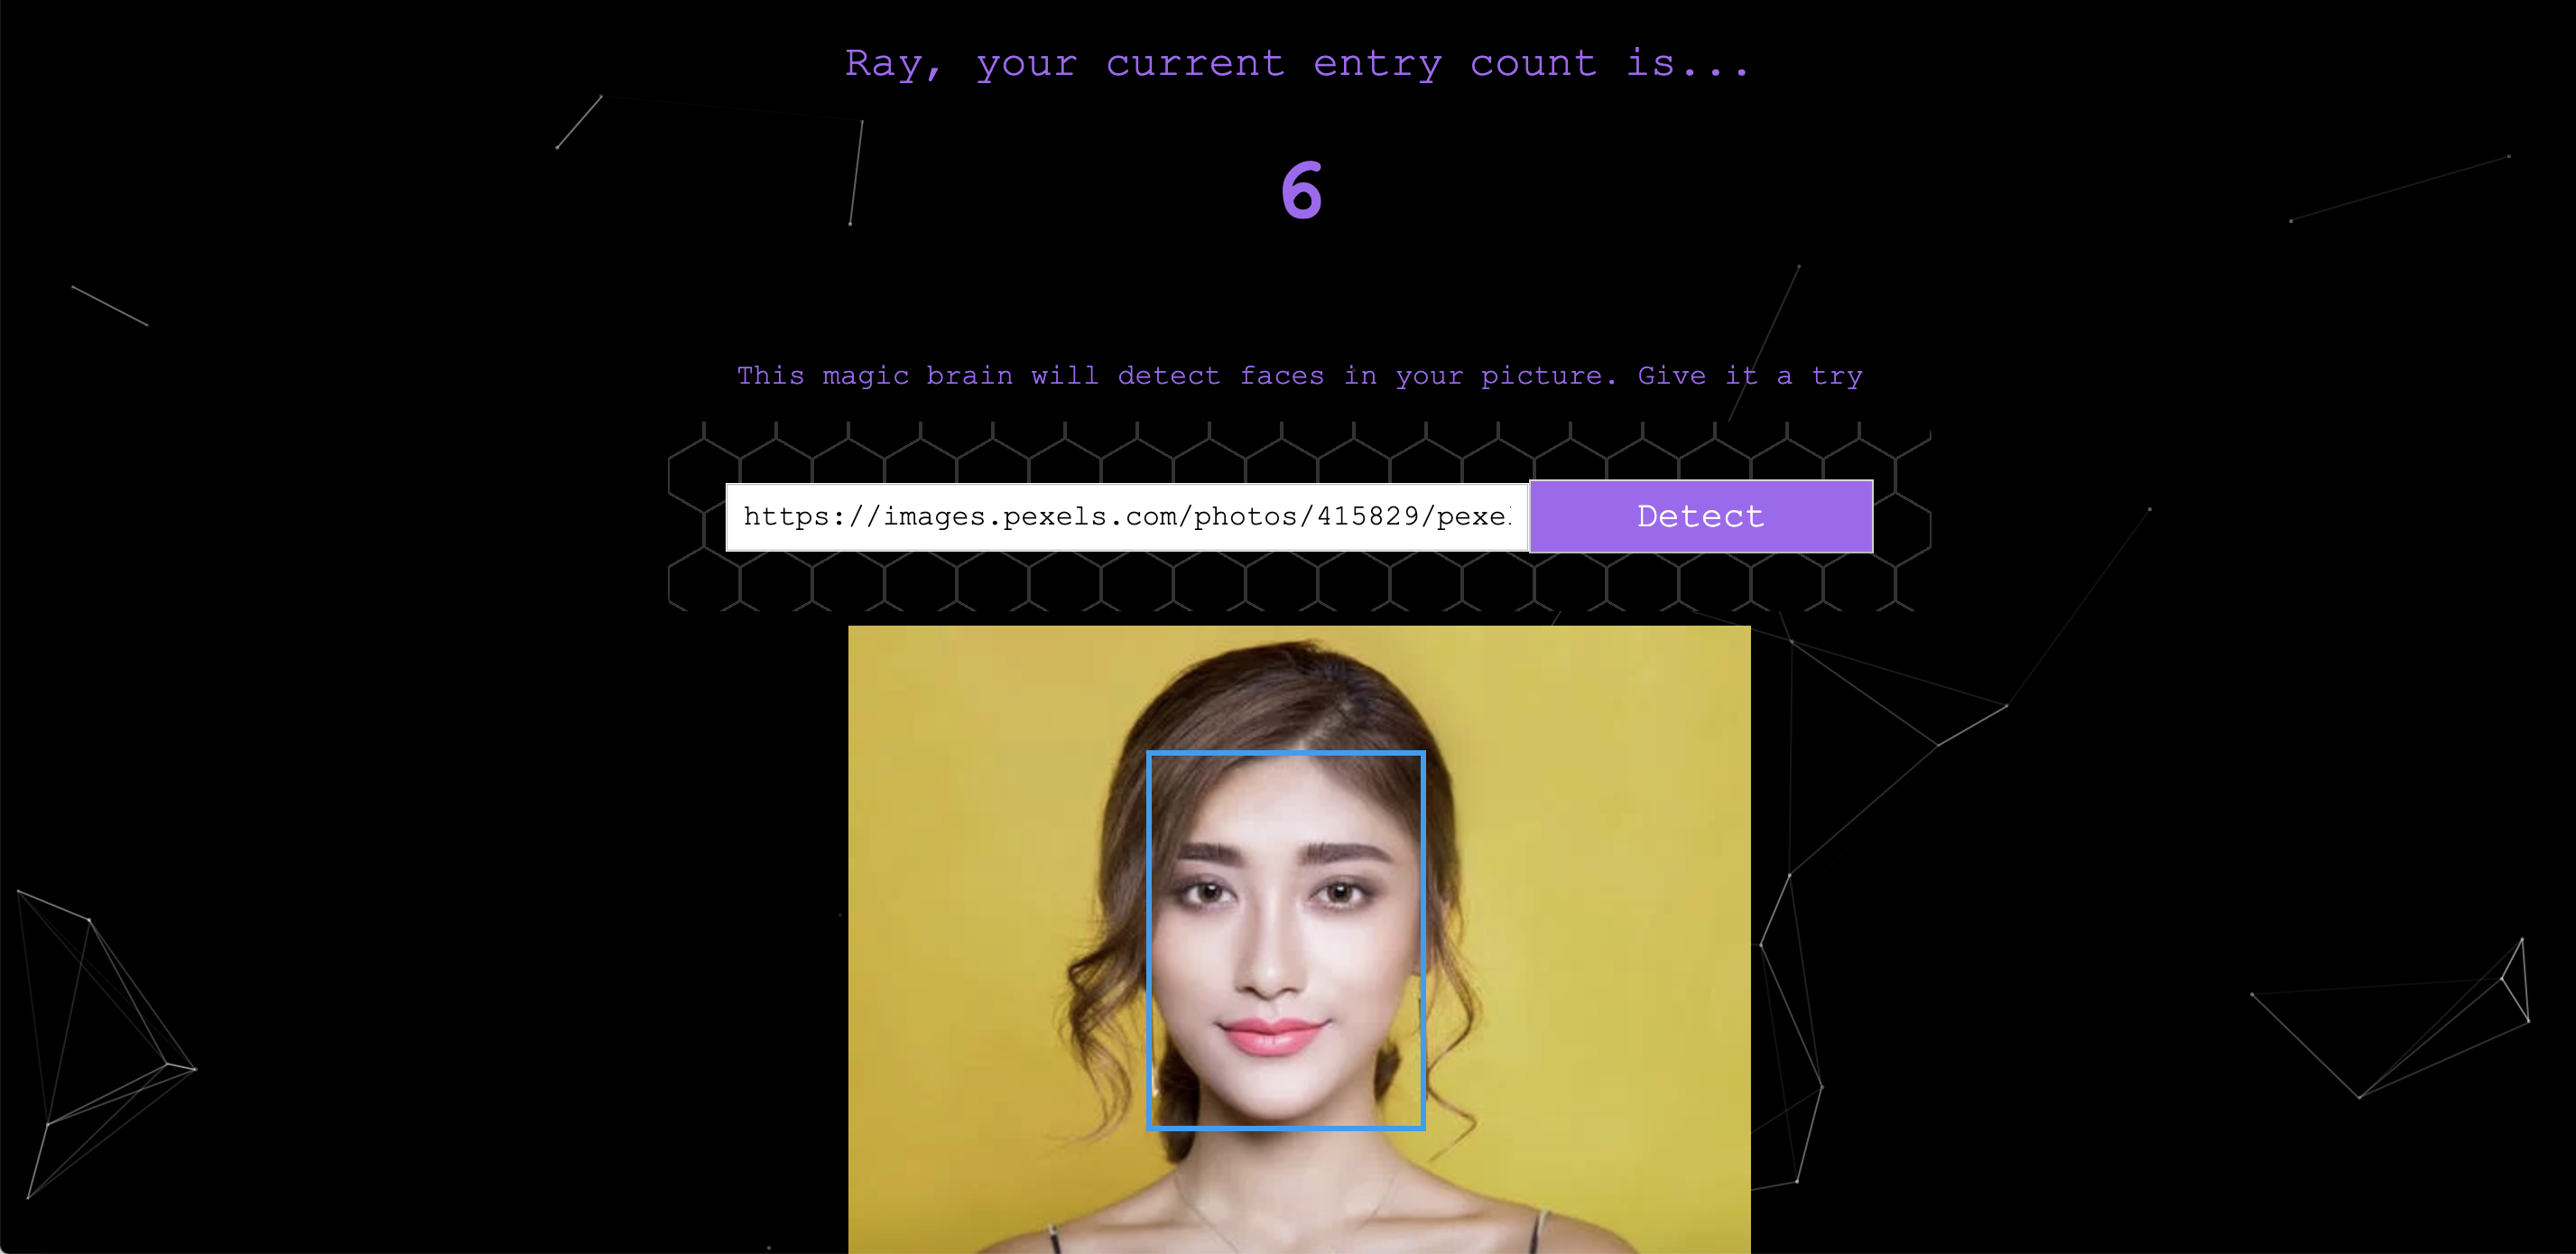 Ray, your current entry count is...
6
This magic brain will detect faces in your picture. Give it a try
https://images.pexels.com/photos/415829/pexe
Detect